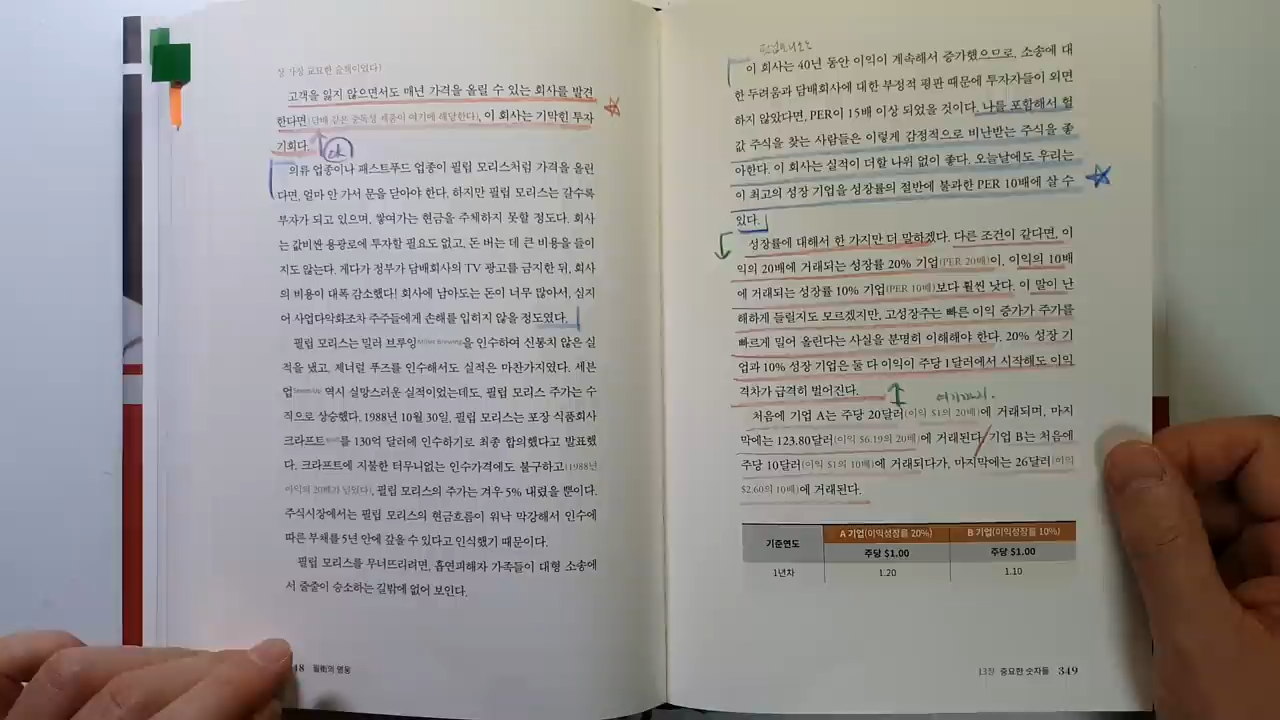 고객을 잃지 않으면서도 매년 가격을 올릴 수 있는 회사를 발견
한다면(담배 같은 중독성 제품이 여기에 해당한다), 이 회사는 기막힌 투자
기회다.
ok
의류 업종이나 패스트푸드 업종이 필립 모리스처럼 가격을 올린
다면, 얼마 안 가서 문을 닫아야 한다. 하지만 필립 모리스는 갈수록
부자가 되고 있으며, 쌓여가는 현금을 주체하지 못할 정도다. 회사
는 값비싼 용광로에 투자할 필요도 없고, 돈 버는 데 큰 비용을 들이
지도 않는다. 게다가 정부가 담배회사의 TV 광고를 금지한 뒤, 회사
의 비용이 대폭 감소했다! 회사에 남아도는 돈이 너무 많아서, 심지
어 사업다악화조차 주주들에게 손해를 입히지 않을 정도였다.
필립 모리스는 밀러 브루잉Miller Brewing을 인수하여 신통치 않은 실
적을 냈고, 제너럴 푸즈를 인수해서도 실적은 마찬가지였다. 세븐
업Seven-Up 역시 실망스러운 실적이었는데도, 필립 모리스 주가는 수
직으로 상승했다. 1988년 10월 30일, 필립 모리스는 포장 식품회사
크라프트Kraft를 130억 달러에 인수하기로 최종 합의했다고 발표했
다. 크라프트에 지불한 터무니없는 인수가격에도 불구하고(1988년
이익의 20배가 넘었다), 필립 모리스의 주가는 겨우 5% 내렸을 뿐이다.
주식시장에서는 필립 모리스의 현금흐름이 워낙 막강해서 인수에
따른 부채를 5년 안에 갚을 수 있다고 인식했기 때문이다.
필립 모리스를 무너뜨리려면, 흡연피해자 가족들이 대형 소송에
서 줄줄이 승소하는 길밖에 없어 보인다.
48 월街의 영웅
이 회사는 40년 동안 이익이 계속해서 증가했으므로, 소송에 대
한 두려움과 담배회사에 대한 부정적 평판 때문에 투자자들이 외면
하지 않았다면, PER이 15배 이상 되었을 것이다. 나를 포함해서 헐
값 주식을 찾는 사람들은 이렇게 감정적으로 비난받는 주식을 좋
아한다. 이 회사는 실적이 더할 나위 없이 좋다. 오늘날에도 우리는
이 최고의 성장 기업을 성장률의 절반에 불과한 PER 10배에 살 수
있다.
성장률에 대해서 한 가지만 더 말하겠다. 다른 조건이 같다면, 이
익의 20배에 거래되는 성장률 20% 기업(PER 20배)이, 이익의 10배
에 거래되는 성장률 10% 기업(PER 10배)보다 훨씬 낫다. 이 말이 난
해하게 들릴지도 모르겠지만, 고성장주는 빠른 이익 증가가 주가를
빠르게 밀어 올린다는 사실을 분명히 이해해야 한다. 20% 성장 기
업과 10% 성장 기업은 둘 다 이익이 주당 1달러에서 시작해도 이익
격차가 급격히 벌어진다.
처음에 기업 A는 주당 20달러(이익 $1의 20배)에 거래되며, 마지
막에는 123.80달러(이익 $6.19의 20배)에 거래된다. 기업 B는 처음에
주당 10달러(이익 $1의 10배)에 거래되다가, 마지막에는 26달러(이익
$2.60의 10배)에 거래된다.
기준연도 A 기업(이익성장률 20%) B 기업(이익성장률 10%)
주당 $1.00 주당 $1.00
1년차 1.20 1.10
13장 중요한 숫자들 349